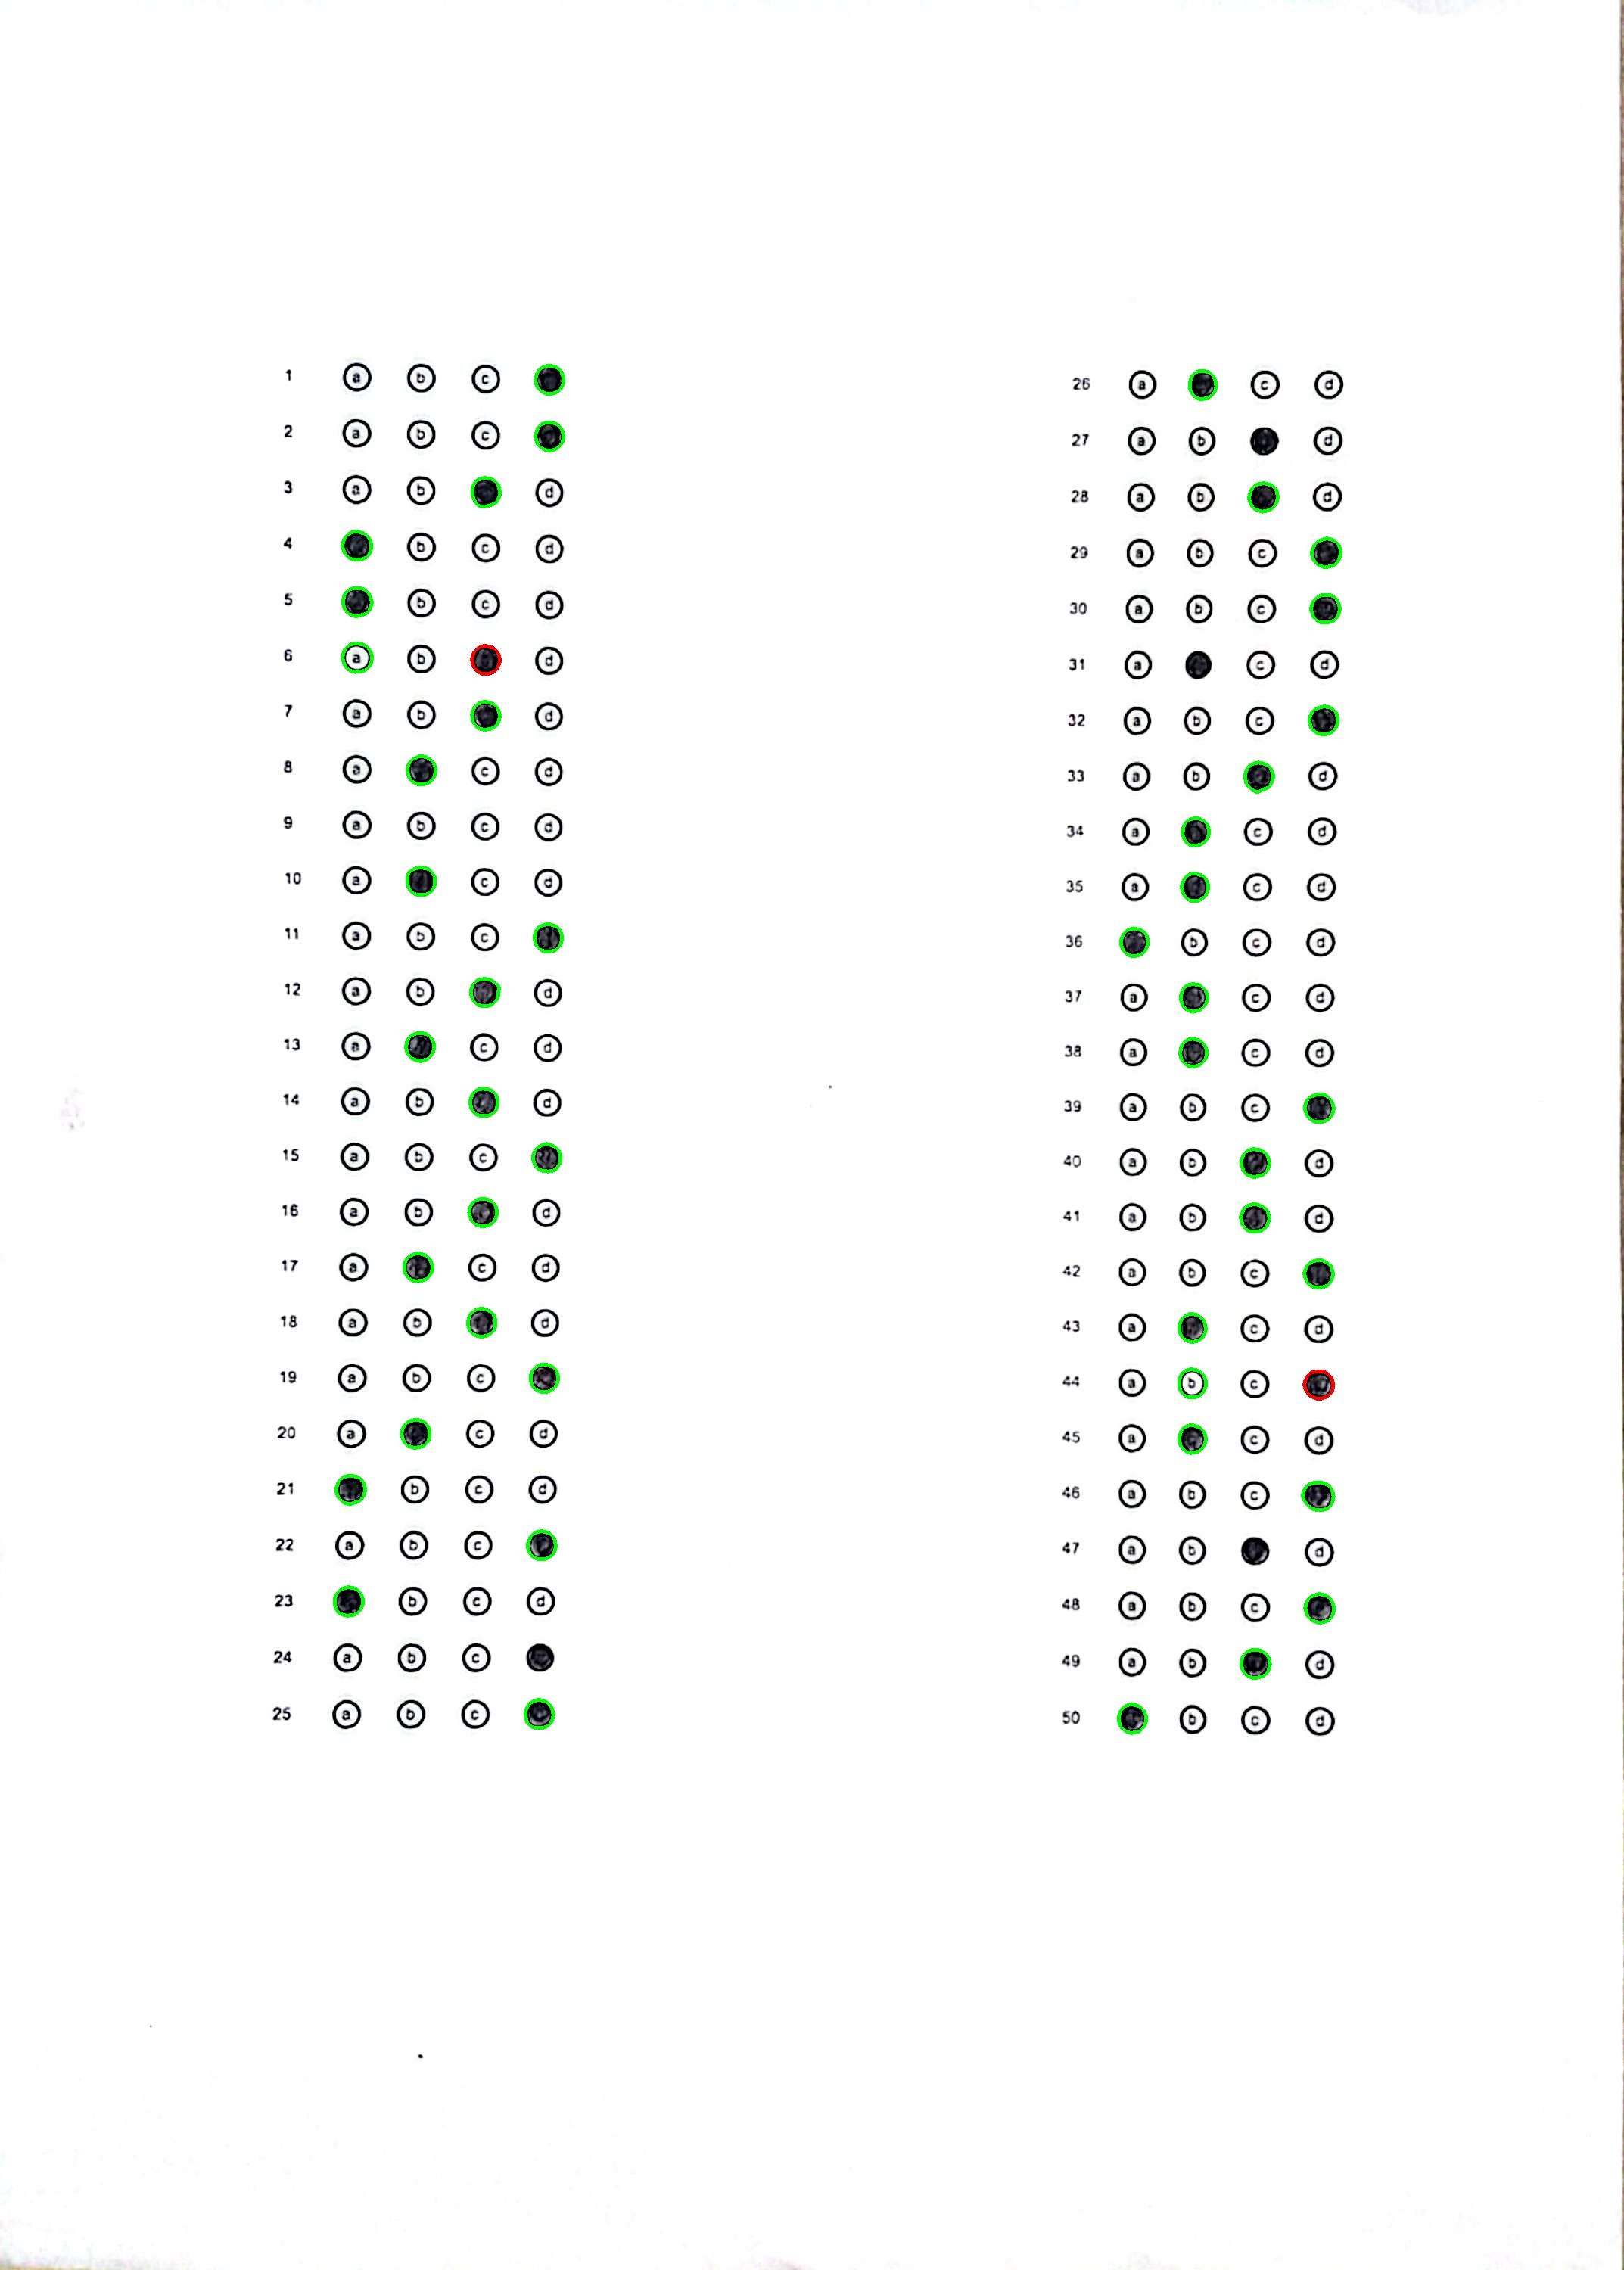 1 a b c
2 a b c
3 a b d
4 b c d
5 b c d
6 a b d
7 a b d
8 a c d
9 a b c d
10 a c d
11 a b c
12 a b d
13 a c d
14 a b d
15 a b c
16 a b d
17 a c d
18 a b d
19 a b c
20 a c d
21 b c d
22 a b c
23 b c d
24 a b c
25 a b c
26 a c d
27 a b d
28 a b d
29 a b c
30 a b c
31 a c d
32 a b c
33 a b d
34 a c d
35 a c d
36 b c d
37 a c d
38 a c d
39 a b c
40 a b d
41 a b d
42 a b c
43 a c d
44 a b c
45 a c d
46 a b c
47 a b d
48 a b c
49 a b d
50 b c d